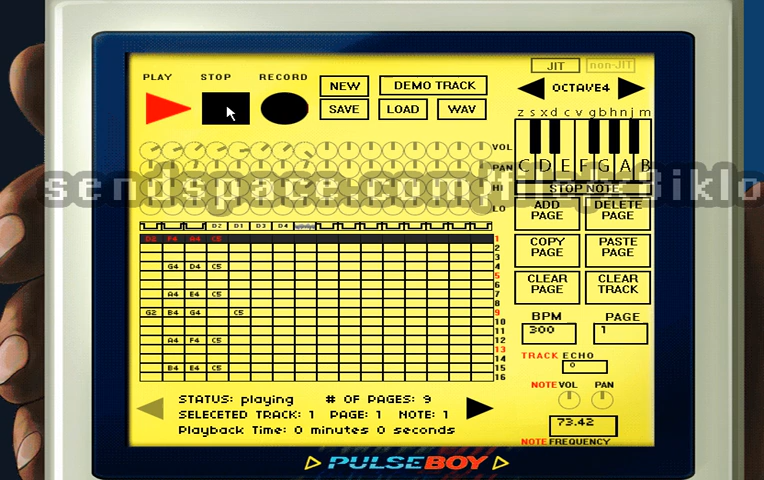 JIT non-JIT
PLAY STOP RECORD
NEW DEMO TRACK
SAVE LOAD WAV
OCTAVE4
z s x d c v g b h n j m
C D E F G A B
VOL
PAN
HI
LO
sendspace.com/file/
STOP NOTE
ADD PAGE
DELETE PAGE
COPY PAGE
PASTE PAGE
CLEAR PAGE
CLEAR TRACK
D2 D1 D3 D4
D2 F4 A4 C5 1
2
3
G4 D4 C5 4
5
6
A4 E4 C5 7
8
G2 B4 G4 C5 9
10
11
A4 F4 C5 12
13
14
B4 E4 C5 15
16
BPM PAGE
300 1
TRACK ECHO
0
NOTE VOL PAN
73.42
NOTE FREQUENCY
STATUS: playing # OF PAGES: 9
SELECETED TRACK: 1 PAGE: 1 NOTE: 1
Playback Time: 0 minutes 0 seconds
PULSEBOY